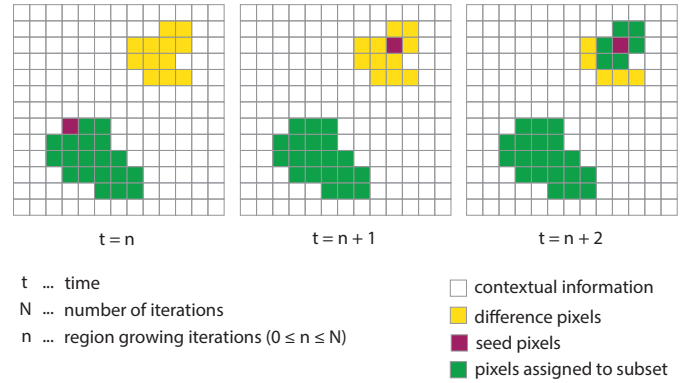 t = n
t = n + 1
t = n + 2
t ... time
N ... number of iterations
n ... region growing iterations (0 ≤ n ≤ N)
contextual information
difference pixels
seed pixels
pixels assigned to subset